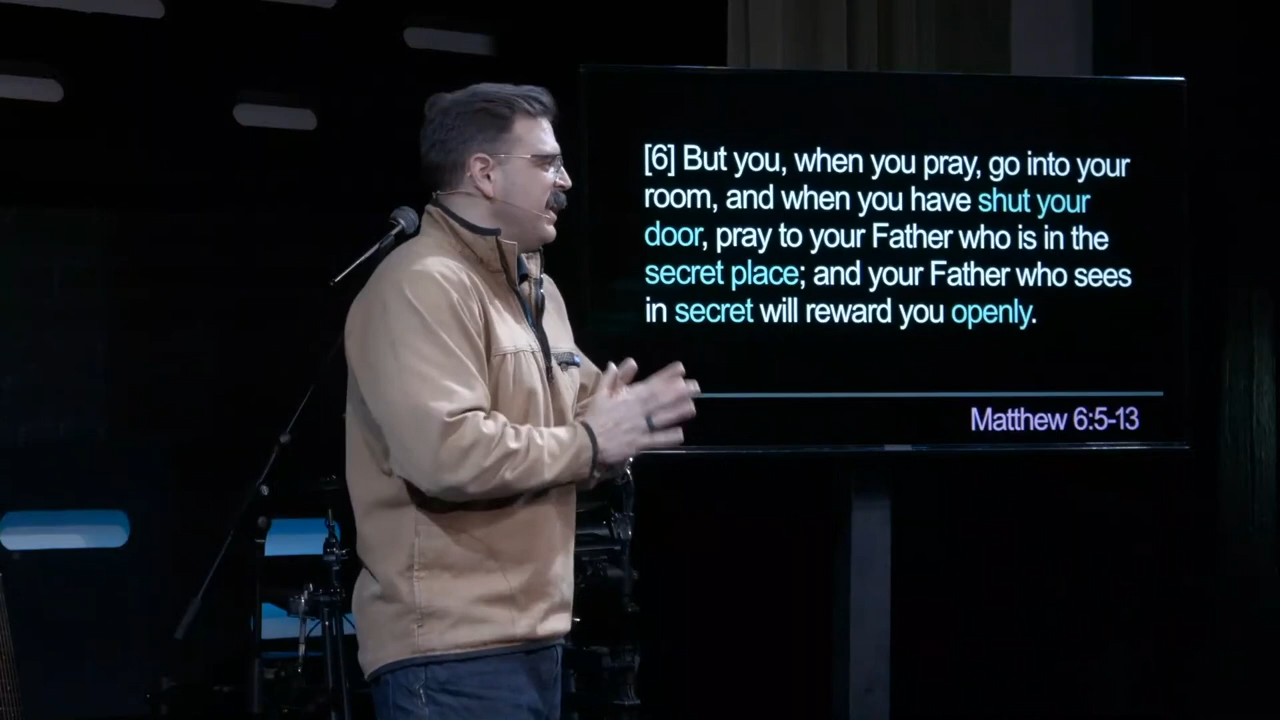 [6] But you, when you pray, go into your
room, and when you have shut your
door, pray to your Father who is in the
secret place; and your Father who sees
in secret will reward you openly.
Matthew 6:5-13